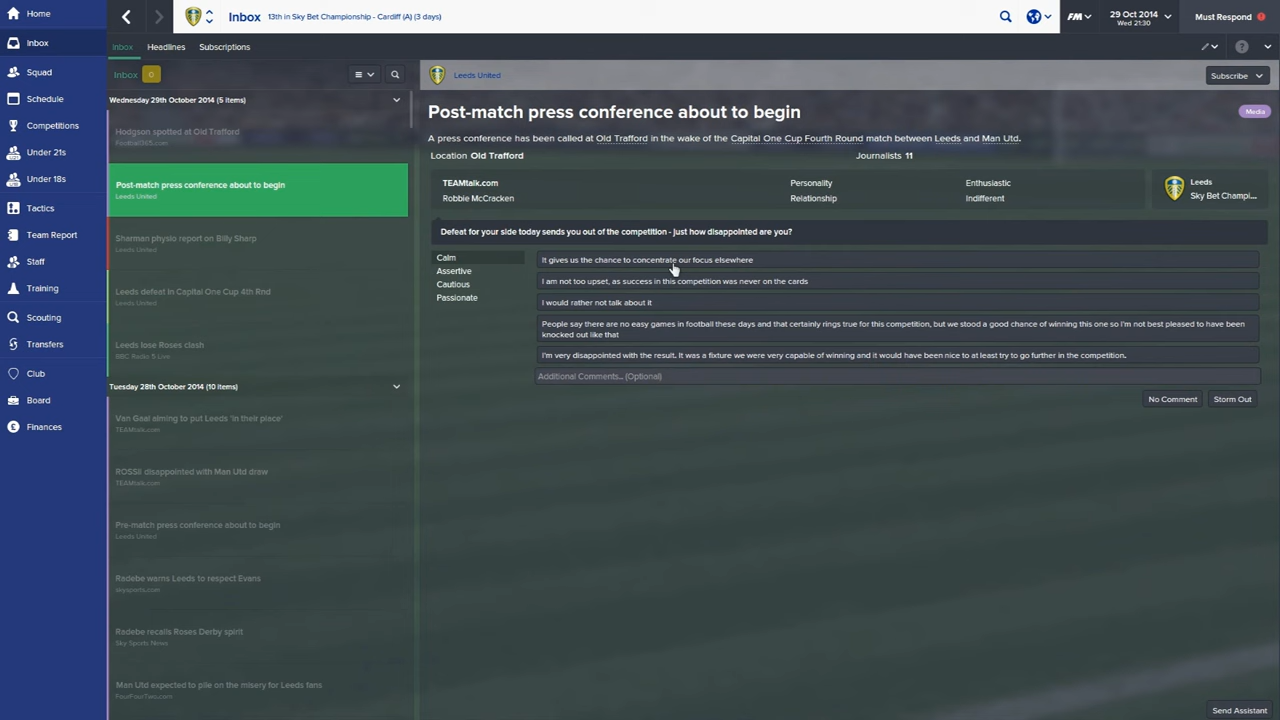 Home
Inbox
Squad
Schedule
Competitions
Under 21s
Under 18s
Tactics
Team Report
Staff
Training
Scouting
Transfers
Club
Board
Finances
Inbox
13th in Sky Bet Championship - Cardiff (A) (3 days)
FM
29 Oct 2014
Wed 21:30
Must Respond
Inbox
Headlines
Subscriptions
Inbox
0
Wednesday 29th October 2014 (5 items)
Hodgson spotted at Old Trafford
Football365.com
Post-match press conference about to begin
Leeds United
Sharman physio report on Billy Sharp
Leeds United
Leeds defeat in Capital One Cup 4th Rnd
Leeds United
Leeds lose Roses clash
BBC Radio 5 Live
Tuesday 28th October 2014 (10 items)
Van Gaal aiming to put Leeds 'in their place'
TEAMtalk.com
ROSSII disappointed with Man Utd draw
TEAMtalk.com
Pre-match press conference about to begin
Leeds United
Radebe warns Leeds to respect Evans
skysports.com
Radebe recalls Roses Derby spirit
Sky Sports News
Man Utd expected to pile on the misery for Leeds fans
FourFourTwo.com
Leeds United
Subscribe
Post-match press conference about to begin
Media
A press conference has been called at Old Trafford in the wake of the Capital One Cup Fourth Round match between Leeds and Man Utd.
Location Old Trafford
Journalists 11
TEAMtalk.com
Personality
Enthusiastic
Leeds
Robbie McCracken
Relationship
Indifferent
Sky Bet Champi...
Defeat for your side today sends you out of the competition - just how disappointed are you?
Calm
Assertive
Cautious
Passionate
It gives us the chance to concentrate our focus elsewhere
I am not too upset, as success in this competition was never on the cards
I would rather not talk about it
People say there are no easy games in football these days and that certainly rings true for this competition, but we stood a good chance of winning this one so I'm not best pleased to have been
knocked out like that
I'm very disappointed with the result. It was a fixture we were very capable of winning and it would have been nice to at least try to go further in the competition.
Additional Comments... (Optional)
No Comment
Storm Out
Send Assistant